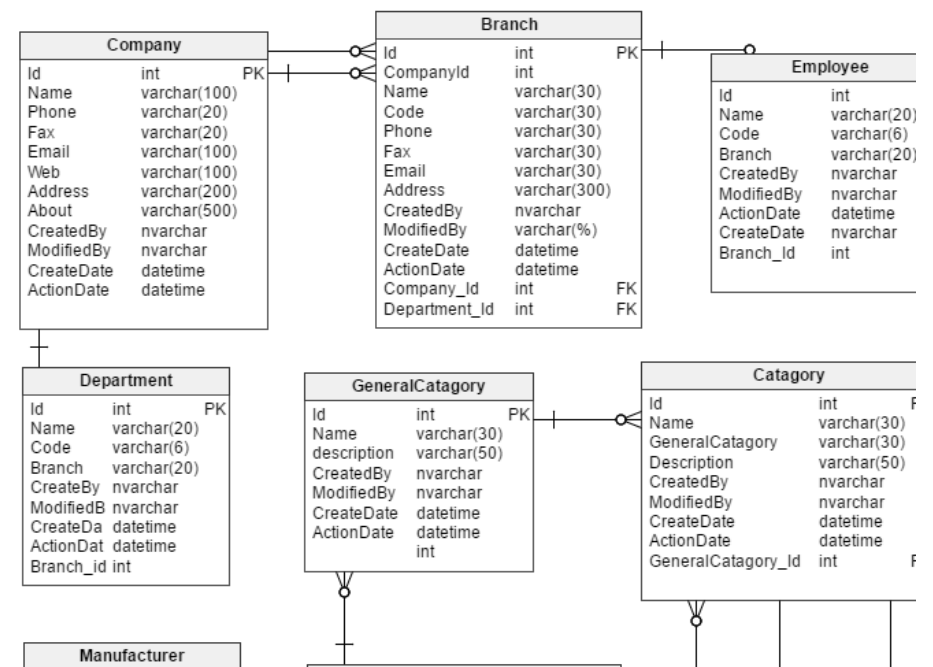 Company
Id int PK
Name varchar(100)
Phone varchar(20)
Fax varchar(20)
Email varchar(100)
Web varchar(100)
Address varchar(200)
About varchar(500)
CreatedBy nvarchar
ModifiedBy nvarchar
CreateDate datetime
ActionDate datetime
Branch
Id int PK
CompanyId int
Name varchar(30)
Code varchar(30)
Phone varchar(30)
Fax varchar(30)
Email varchar(30)
Address varchar(300)
CreatedBy nvarchar
ModifiedBy varchar(%)
CreateDate datetime
ActionDate datetime
Company_Id int FK
Department_Id int FK
Employee
Id int
Name varchar(20)
Code varchar(6)
Branch varchar(20)
CreatedBy nvarchar
ModifiedBy nvarchar
ActionDate datetime
CreateDate nvarchar
Branch_Id int
Department
Id int PK
Name varchar(20)
Code varchar(6)
Branch varchar(20)
CreateBy nvarchar
ModifiedB nvarchar
CreateDa datetime
ActionDat datetime
Branch_id int
GeneralCatagory
Id int PK
Name varchar(30)
description varchar(50)
CreatedBy nvarchar
ModifiedBy nvarchar
CreateDate datetime
ActionDate datetime
int
Catagory
Id int
Name varchar(30)
GeneralCatagory varchar(30)
Description varchar(50)
CreatedBy nvarchar
ModifiedBy nvarchar
CreateDate datetime
ActionDate datetime
GeneralCatagory_Id int
Manufacturer